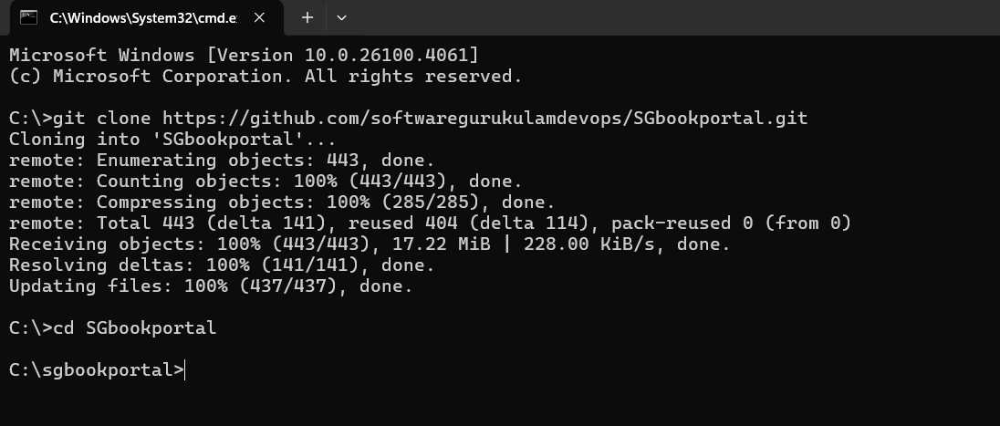 C:\Windows\System32\cmd.e
Microsoft Windows [Version 10.0.26100.4061]
(c) Microsoft Corporation. All rights reserved.
C:\>git clone https://github.com/softwaregurukulamdevops/SGbookportal.git
Cloning into 'SGbookportal'...
remote: Enumerating objects: 443, done.
remote: Counting objects: 100% (443/443), done.
remote: Compressing objects: 100% (285/285), done.
remote: Total 443 (delta 141), reused 404 (delta 114), pack-reused 0 (from 0)
Receiving objects: 100% (443/443), 17.22 MiB | 228.00 KiB/s, done.
Resolving deltas: 100% (141/141), done.
Updating files: 100% (437/437), done.
C:\>cd SGbookportal
C:\sgbookportal>